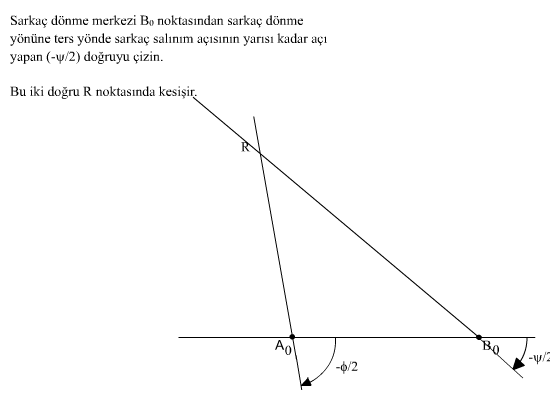 Sarkaç dönme merkezi B₀ noktasından sarkaç dönme
yönüne ters yönde sarkaç salınım açısının yarısı kadar açı
yapan (-ψ/2) doğruyu çizin.
Bu iki doğru R noktasında kesişir.
R
A₀
B₀
-ϕ/2
-ψ/2